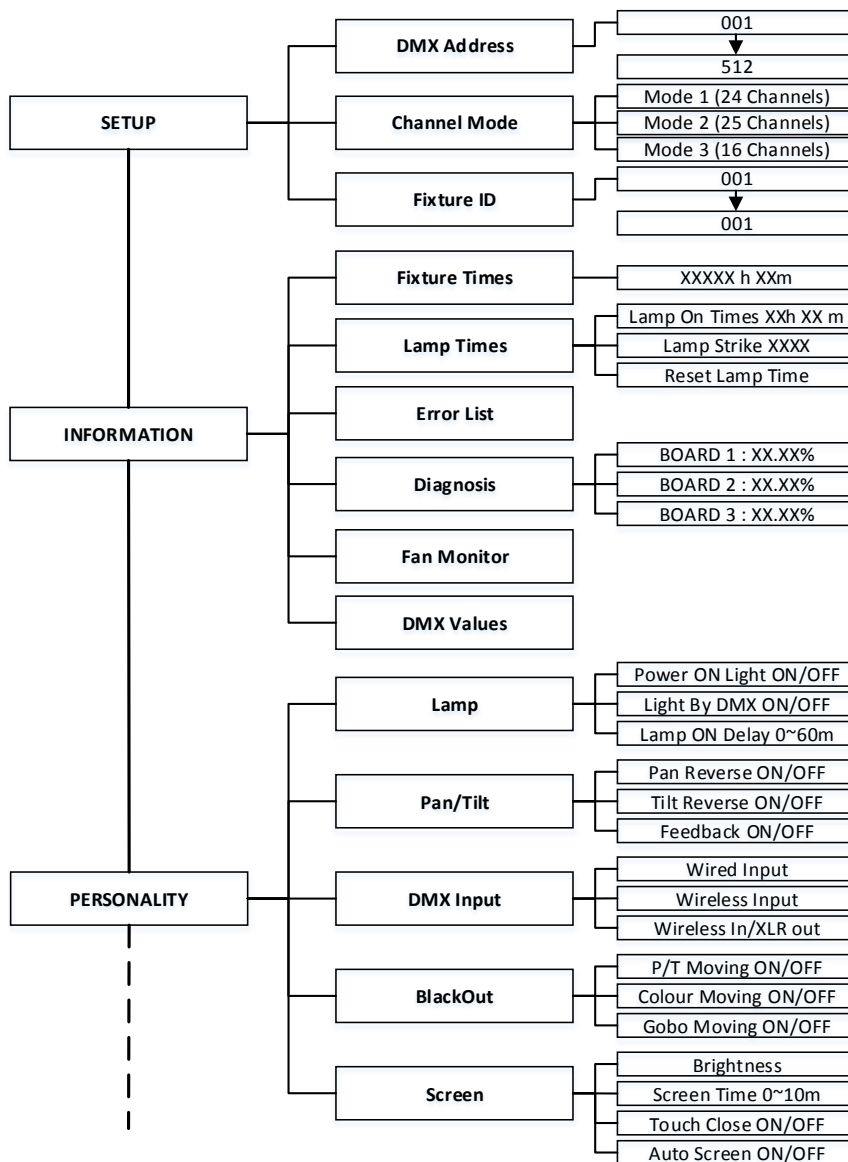 SETUP
DMX Address
001
512
Channel Mode
Mode 1 (24 Channels)
Mode 2 (25 Channels)
Mode 3 (16 Channels)
Fixture ID
001
001
INFORMATION
Fixture Times
XXXXX h XXm
Lamp Times
Lamp On Times XXh XX m
Lamp Strike XXXX
Reset Lamp Time
Error List
Diagnosis
BOARD 1 : XX.XX%
BOARD 2 : XX.XX%
BOARD 3 : XX.XX%
Fan Monitor
DMX Values
PERSONALITY
Lamp
Power ON Light ON/OFF
Light By DMX ON/OFF
Lamp ON Delay 0~60m
Pan/Tilt
Pan Reverse ON/OFF
Tilt Reverse ON/OFF
Feedback ON/OFF
DMX Input
Wired Input
Wireless Input
Wireless In/XLR out
BlackOut
P/T Moving ON/OFF
Colour Moving ON/OFF
Gobo Moving ON/OFF
Screen
Brightness
Screen Time 0~10m
Touch Close ON/OFF
Auto Screen ON/OFF